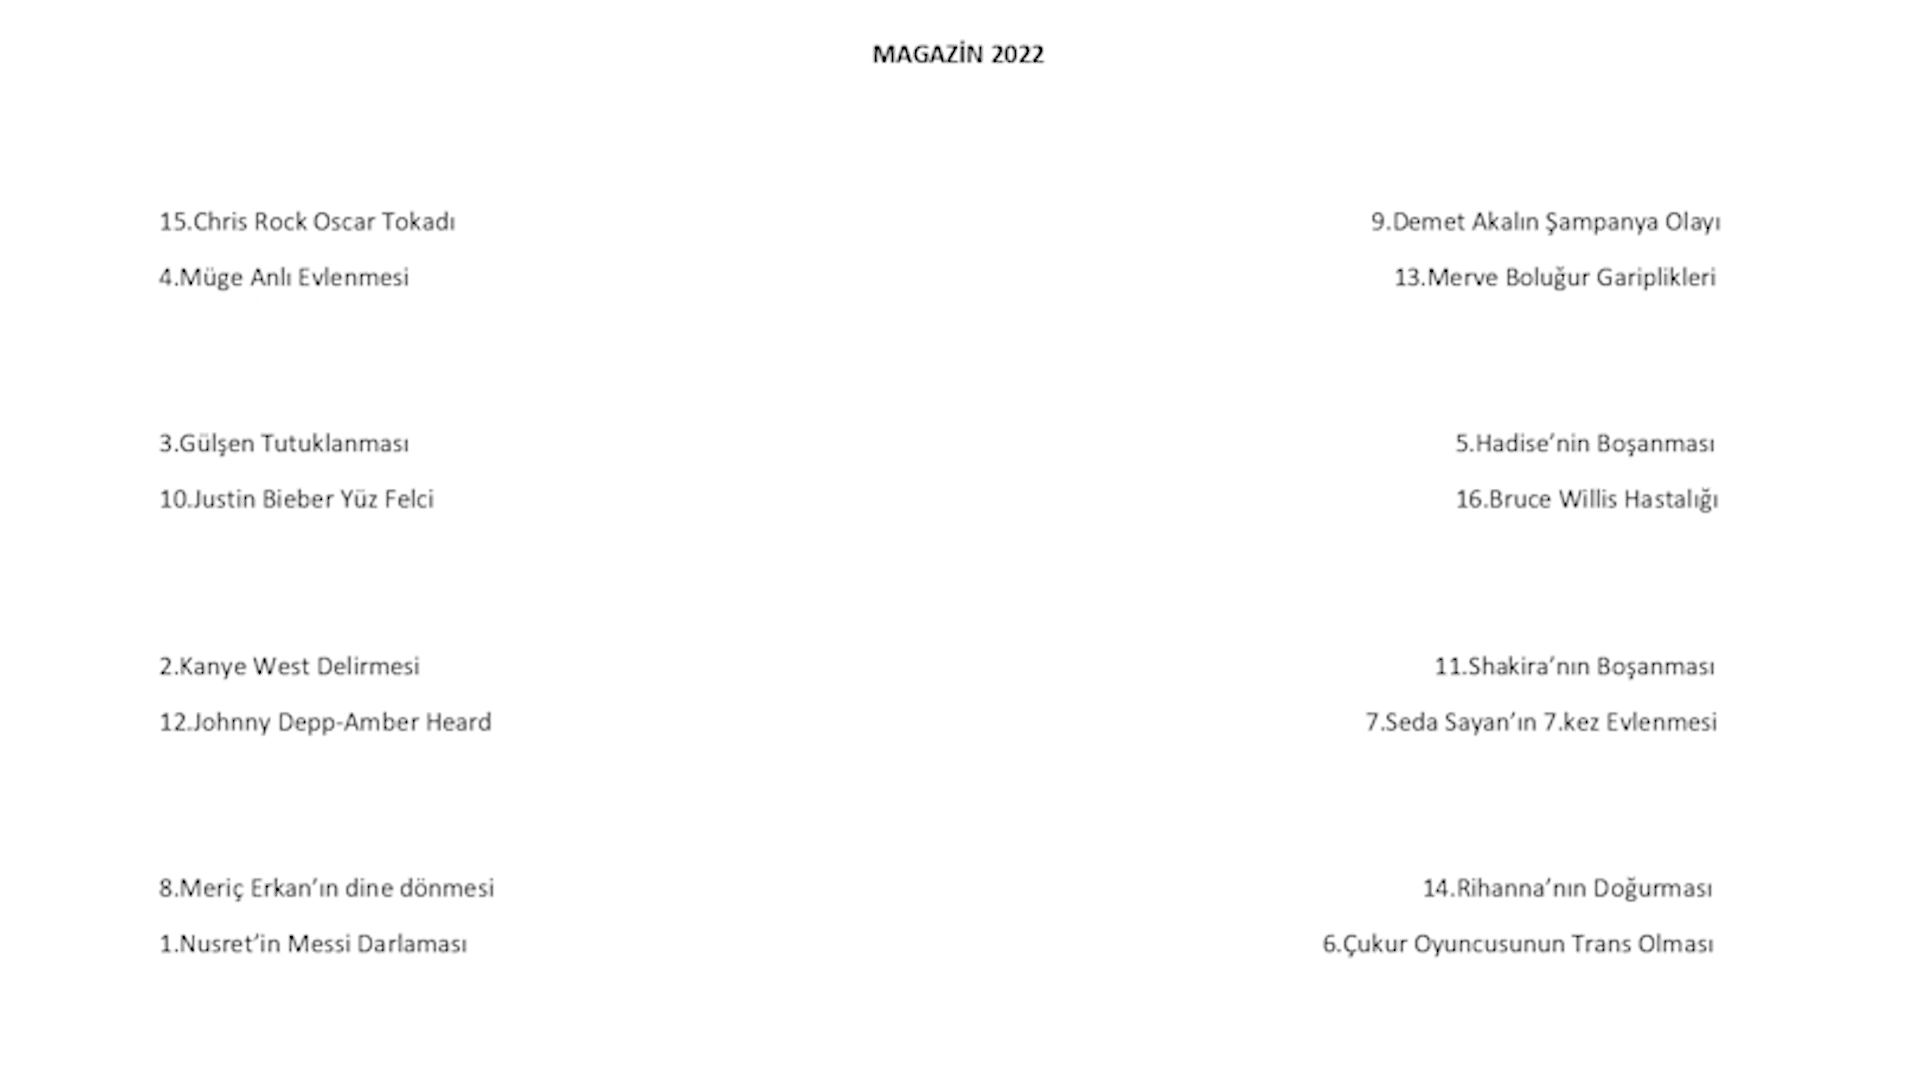 MAGAZİN 2022
15.Chris Rock Oscar Tokadı
9.Demet Akalın Şampanya Olayı
4.Müge Anlı Evlenmesi
13.Merve Boluğur Gariplikleri
3.Gülşen Tutuklanması
5.Hadise’nin Boşanması
10.Justin Bieber Yüz Felci
16.Bruce Willis Hastalığı
2.Kanye West Delirmesi
11.Shakira’nın Boşanması
12.Johnny Depp-Amber Heard
7.Seda Sayan’ın 7.kez Evlenmesi
8.Meriç Erkan’ın dine dönmesi
14.Rihanna’nın Doğurması
1.Nusret’in Messi Darlaması
6.Çukur Oyuncusunun Trans Olması